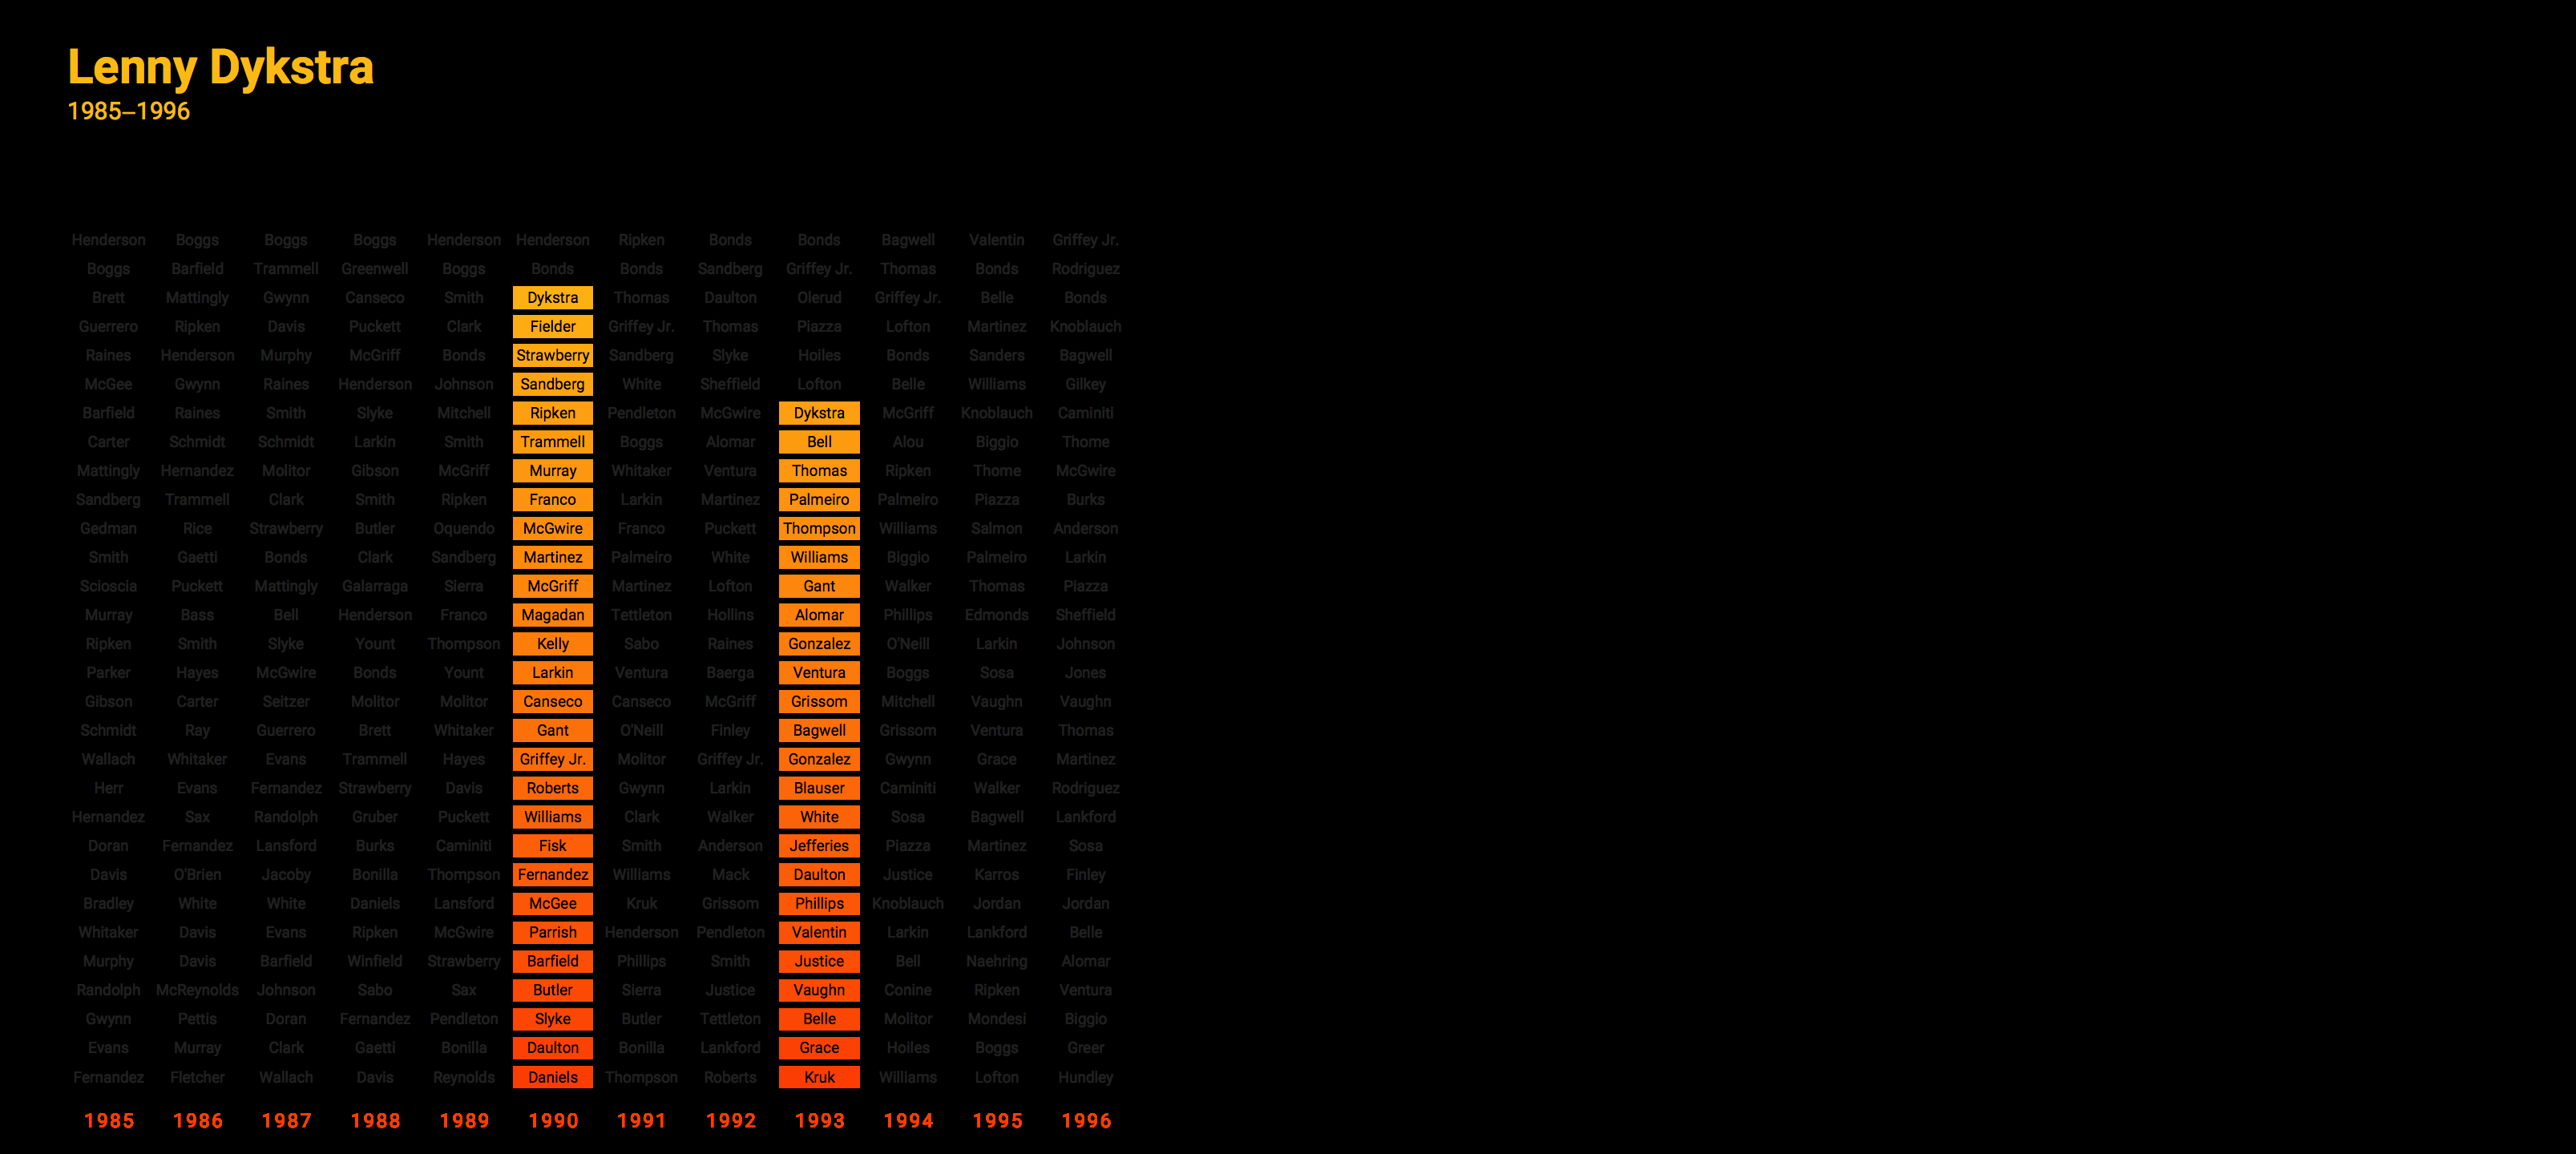 Lenny Dykstra
1985–1996
Henderson Boggs Boggs Boggs Henderson Henderson Ripken Bonds Bonds Bagwell Valentin Griffey Jr.
Boggs Barfield Trammell Greenwell Boggs Bonds Bonds Sandberg Griffey Jr. Thomas Bonds Rodriguez
Brett Mattingly Gwynn Canseco Smith Dykstra Thomas Daulton Olerud Griffey Jr. Belle Bonds
Guerrero Ripken Davis Puckett Clark Fielder Griffey Jr. Thomas Piazza Lofton Martinez Knoblauch
Raines Henderson Murphy McGriff Bonds Strawberry Sandberg Slyke Hoiles Bonds Sanders Bagwell
McGee Gwynn Raines Henderson Johnson Sandberg White Sheffield Lofton Belle Williams Gilkey
Barfield Raines Smith Slyke Mitchell Ripken Pendleton McGwire Dykstra McGriff Knoblauch Caminiti
Carter Schmidt Schmidt Larkin Smith Trammell Boggs Alomar Bell Alou Biggio Thome
Mattingly Hernandez Molitor Gibson McGriff Murray Whitaker Ventura Thomas Ripken Thome McGwire
Sandberg Trammell Clark Smith Ripken Franco Larkin Martinez Palmeiro Palmeiro Piazza Burks
Gedman Rice Strawberry Butler Oquendo McGwire Franco Puckett Thompson Williams Salmon Anderson
Smith Gaetti Bonds Clark Sandberg Martinez Palmeiro White Williams Biggio Palmeiro Larkin
Scioscia Puckett Mattingly Galarraga Sierra McGriff Martinez Lofton Gant Walker Thomas Piazza
Murray Bass Bell Henderson Franco Magadan Tettleton Hollins Alomar Phillips Edmonds Sheffield
Ripken Smith Slyke Yount Thompson Kelly Sabo Raines Gonzalez O'Neill Larkin Johnson
Parker Hayes McGwire Bonds Yount Larkin Ventura Baerga Ventura Boggs Sosa Jones
Gibson Carter Seitzer Molitor Molitor Canseco Canseco McGriff Grissom Mitchell Vaughn Vaughn
Schmidt Ray Guerrero Brett Whitaker Gant O'Neill Finley Bagwell Grissom Ventura Thomas
Wallach Whitaker Evans Trammell Hayes Griffey Jr. Molitor Griffey Jr. Gonzalez Gwynn Grace Martinez
Herr Evans Fernandez Strawberry Davis Roberts Gwynn Larkin Blauser Caminiti Walker Rodriguez
Hernandez Sax Randolph Gruber Puckett Williams Clark Walker White Sosa Bagwell Lankford
Doran Fernandez Lansford Burks Caminiti Fisk Smith Anderson Jefferies Piazza Martinez Sosa
Davis O'Brien Jacoby Bonilla Thompson Fernandez Williams Mack Daulton Justice Karros Finley
Bradley White White Daniels Lansford McGee Kruk Grissom Phillips Knoblauch Jordan Jordan
Whitaker Davis Evans Ripken McGwire Parrish Henderson Pendleton Valentin Larkin Lankford Belle
Murphy Davis Barfield Winfield Strawberry Barfield Phillips Smith Justice Bell Naehring Alomar
Randolph McReynolds Johnson Sabo Sax Butler Sierra Justice Vaughn Conine Ripken Ventura
Gwynn Pettis Doran Fernandez Pendleton Slyke Butler Tettleton Belle Molitor Mondesi Biggio
Evans Murray Clark Gaetti Bonilla Daulton Bonilla Lankford Grace Hoiles Boggs Greer
Fernandez Fletcher Wallach Davis Reynolds Daniels Thompson Roberts Kruk Williams Lofton Hundley
1985 1986 1987 1988 1989 1990 1991 1992 1993 1994 1995 1996